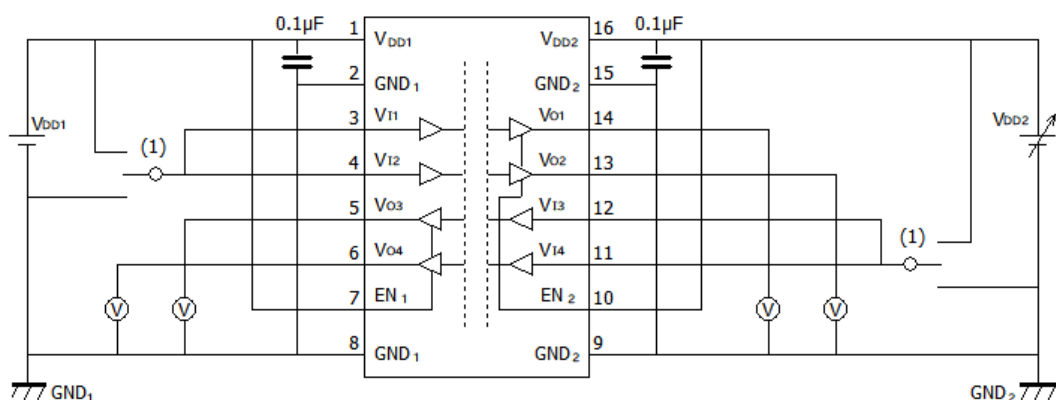 0.1μF
0.1μF
1
VDD1
VDD2
16
2
GND1
GND2
15
VDD1
VDD2
3
VI1
VO1
14
(1)
4
VI2
VO2
13
5
VO3
VI3
12
(1)
6
VO4
VI4
11
V
V
7
EN1
EN2
10
V
V
8
GND1
GND2
9
GND1
GND2